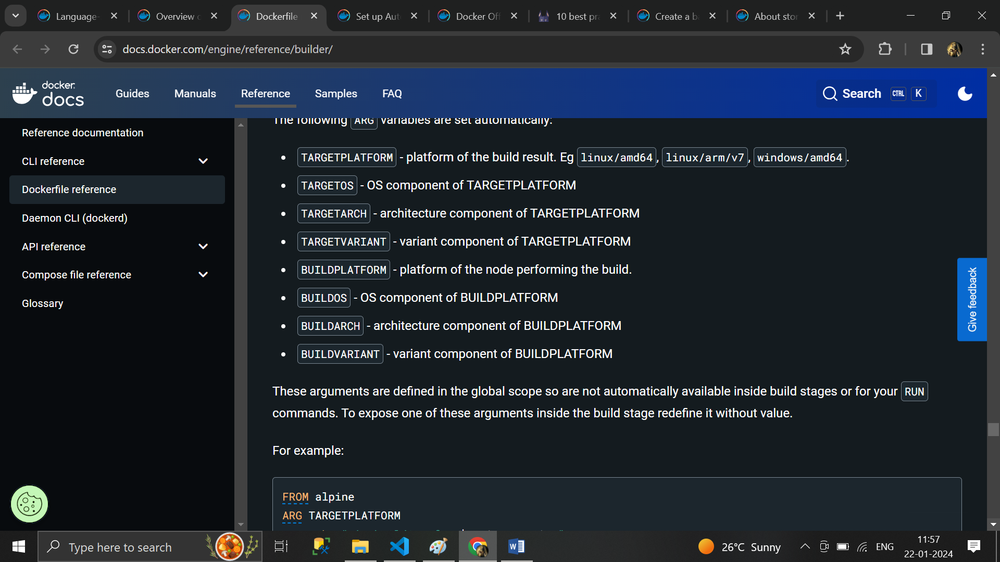 Language-
Overview c
Dockerfile
Set up Aut
Docker Off
10 best pra
Create a ba
About stor
docs.docker.com/engine/reference/builder/
docker
docs
Guides
Manuals
Reference
Samples
FAQ
Search
CTRL
K
Reference documentation
CLI reference
Dockerfile reference
Daemon CLI (dockerd)
API reference
Compose file reference
Glossary
The following ARG variables are set automatically:
TARGETPLATFORM - platform of the build result. Eg linux/amd64, linux/arm/v7, windows/amd64.
TARGETOS - OS component of TARGETPLATFORM
TARGETARCH - architecture component of TARGETPLATFORM
TARGETVARIANT - variant component of TARGETPLATFORM
BUILDPLATFORM - platform of the node performing the build.
BUILDOS - OS component of BUILDPLATFORM
BUILDARCH - architecture component of BUILDPLATFORM
BUILDVARIANT - variant component of BUILDPLATFORM
These arguments are defined in the global scope so are not automatically available inside build stages or for your RUN
commands. To expose one of these arguments inside the build stage redefine it without value.
For example:
FROM alpine
ARG TARGETPLATFORM
Give feedback
Type here to search
26°C Sunny
ENG
11:57
22-01-2024